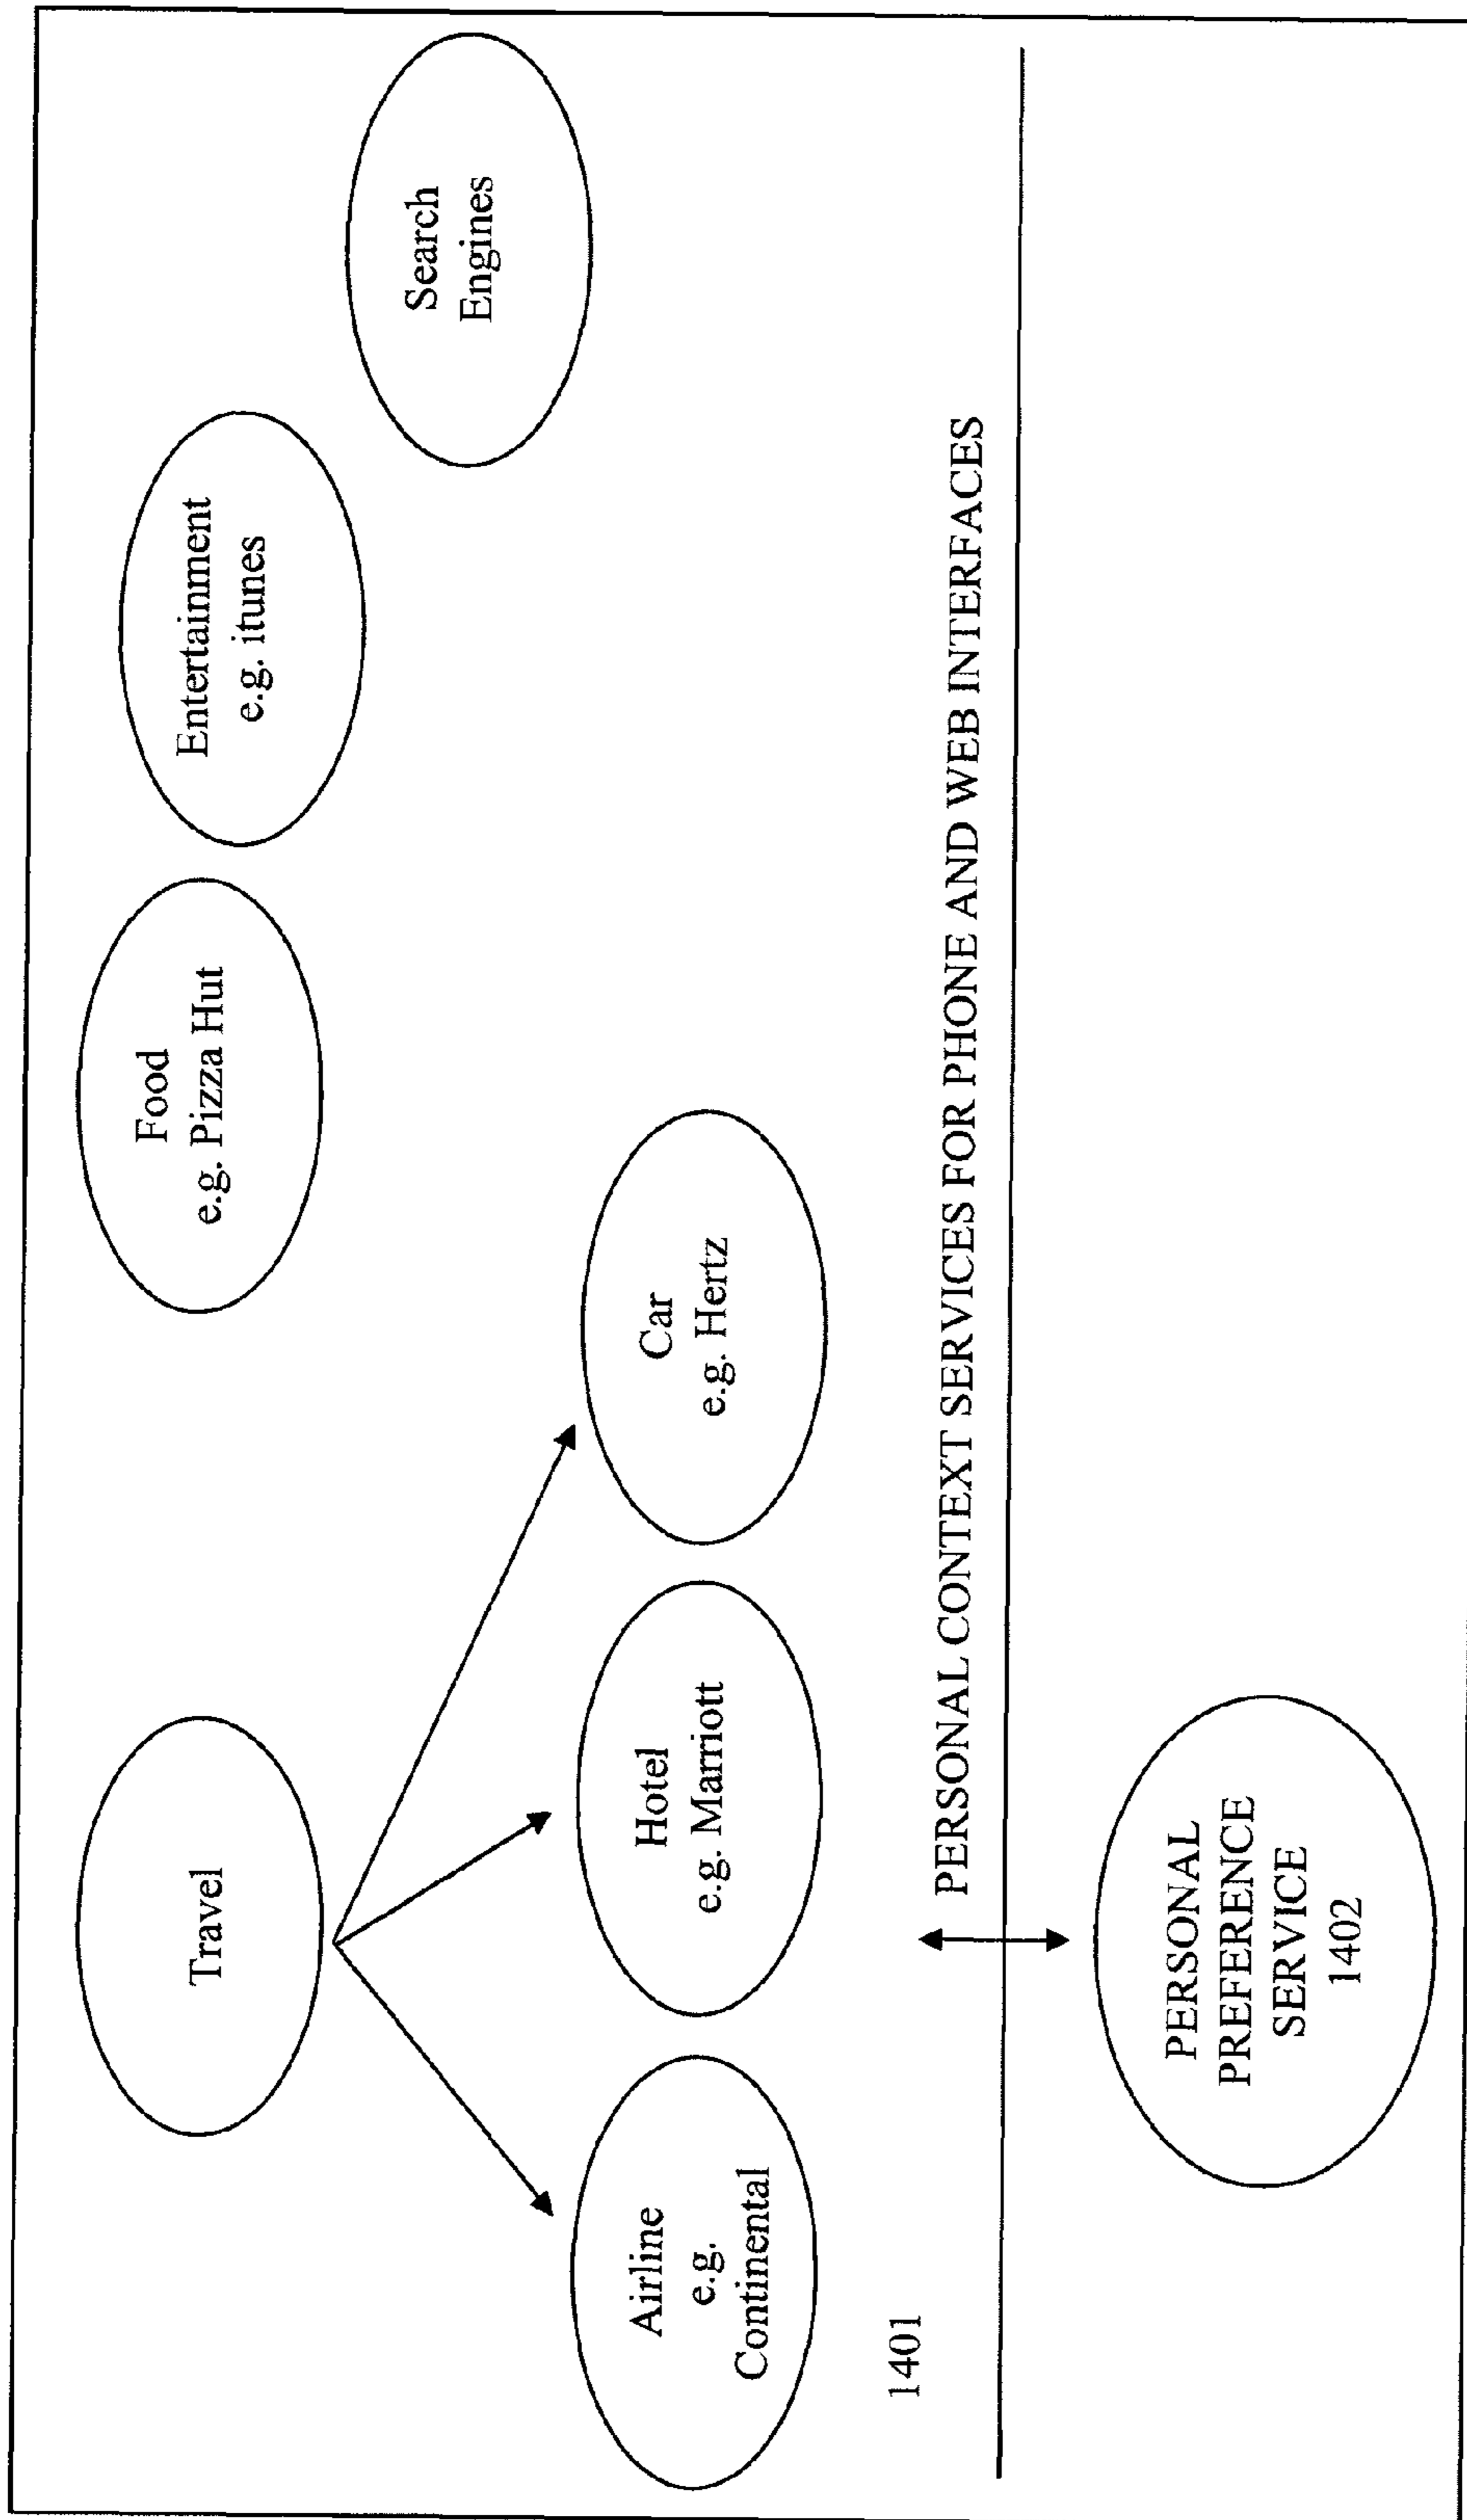 Travel
Food
e.g. Pizza Hut
Entertainment
e.g. itunes
Search
Engines
Airline
e.g.
Continental
Hotel
e.g. Marriott
Car
e.g. Hertz
1401
PERSONAL CONTEXT SERVICES FOR PHONE AND WEB INTERFACES
PERSONAL
PREFERENCE
SERVICE
1402